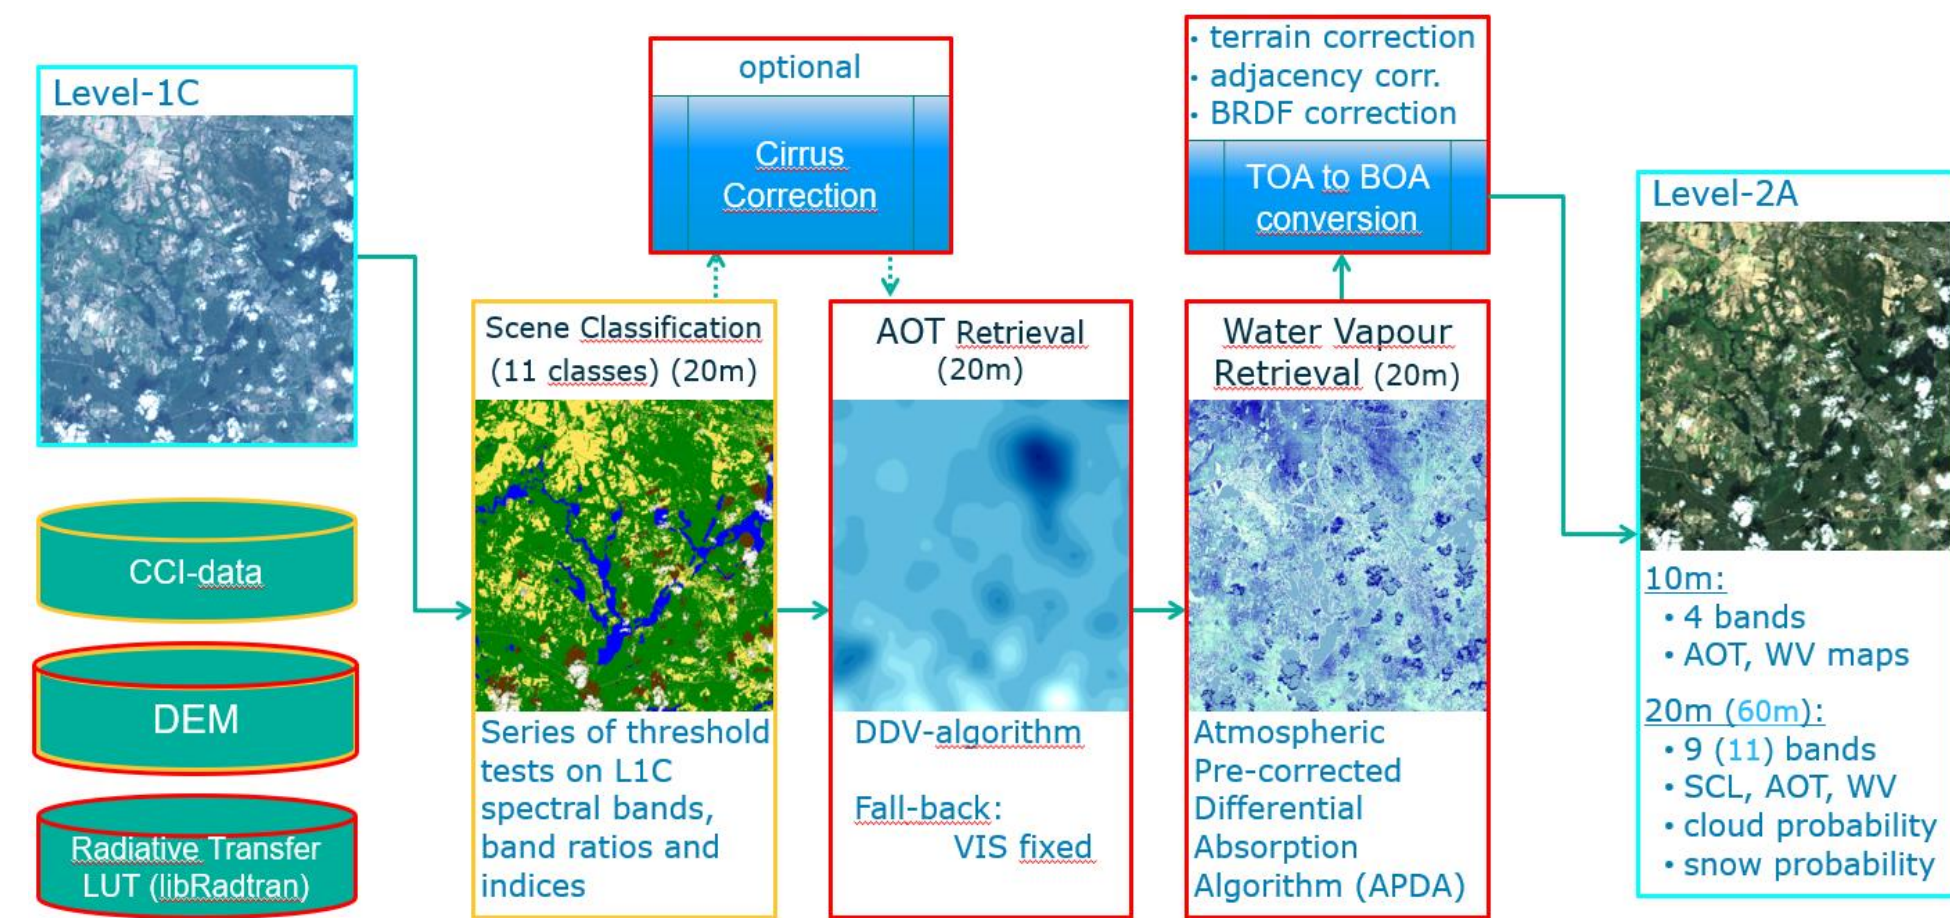 Level-1C
CCI-data
DEM
Radiative Transfer
LUT (libRadtran)
optional
Cirrus
Correction
Scene Classification
(11 classes) (20m)
Series of threshold
tests on L1C
spectral bands,
band ratios and
indices
AOT Retrieval
(20m)
DDV-algorithm
Fall-back:
VIS fixed
• terrain correction
• adjacency corr.
• BRDF correction
TOA to BOA
conversion
Water Vapour
Retrieval (20m)
Atmospheric
Pre-corrected
Differential
Absorption
Algorithm (APDA)
Level-2A
10m:
• 4 bands
• AOT, WV maps
20m (60m):
• 9 (11) bands
• SCL, AOT, WV
• cloud probability
• snow probability